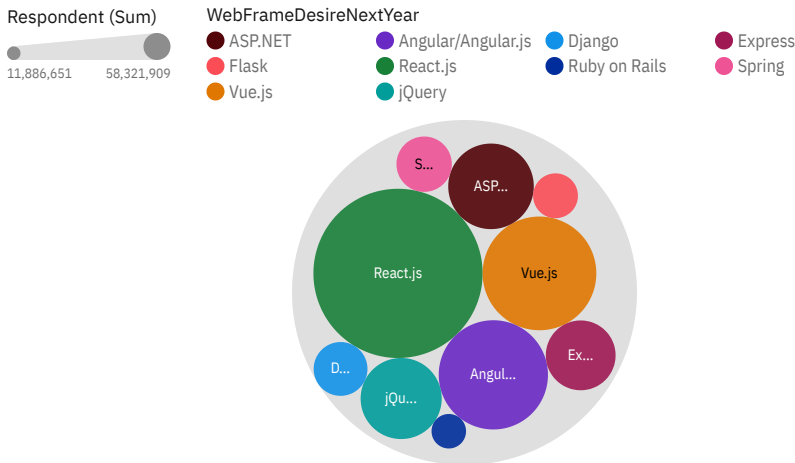 Respondent (Sum)
11,886,651 58,321,909
WebFrameDesireNextYear
ASP.NET Angular/Angular.js Django Express
Flask React.js Ruby on Rails Spring
Vue.js jQuery
S...
ASP...
React.js
Vue.js
D...
Ex...
Angul...
jQu...